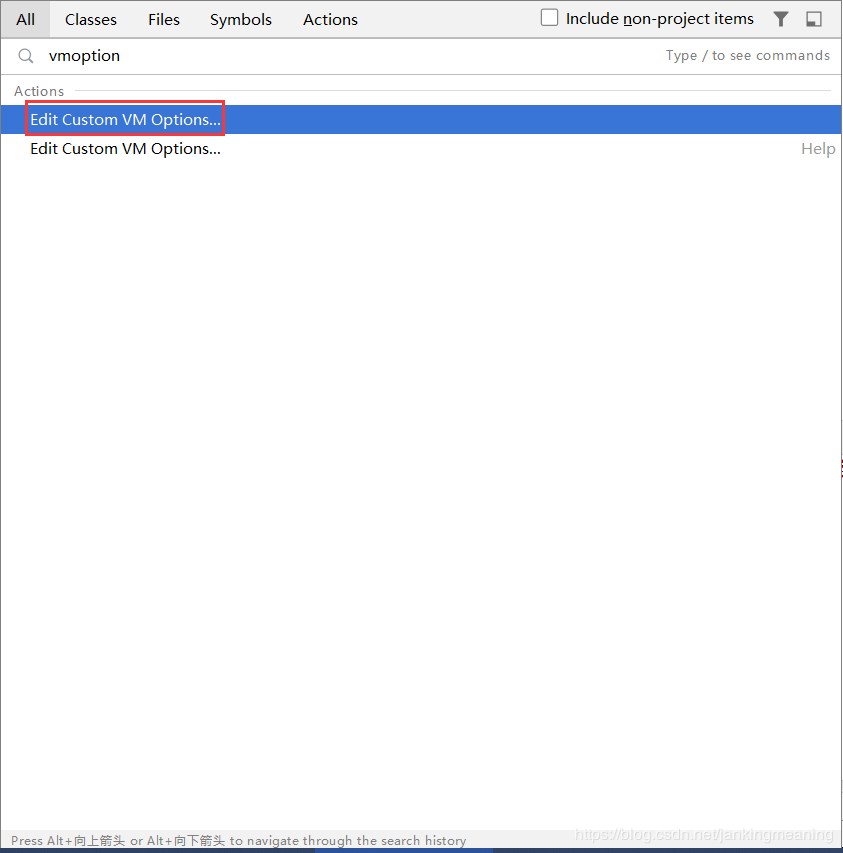 All Classes Files Symbols Actions Include non-project items
vmoption Type / to see commands
Actions
Edit Custom VM Options...
Edit Custom VM Options... Help
Press Alt+向上箭头 or Alt+向下箭头 to navigate through the search history
https://blog.csdn.net/jankingmeaning